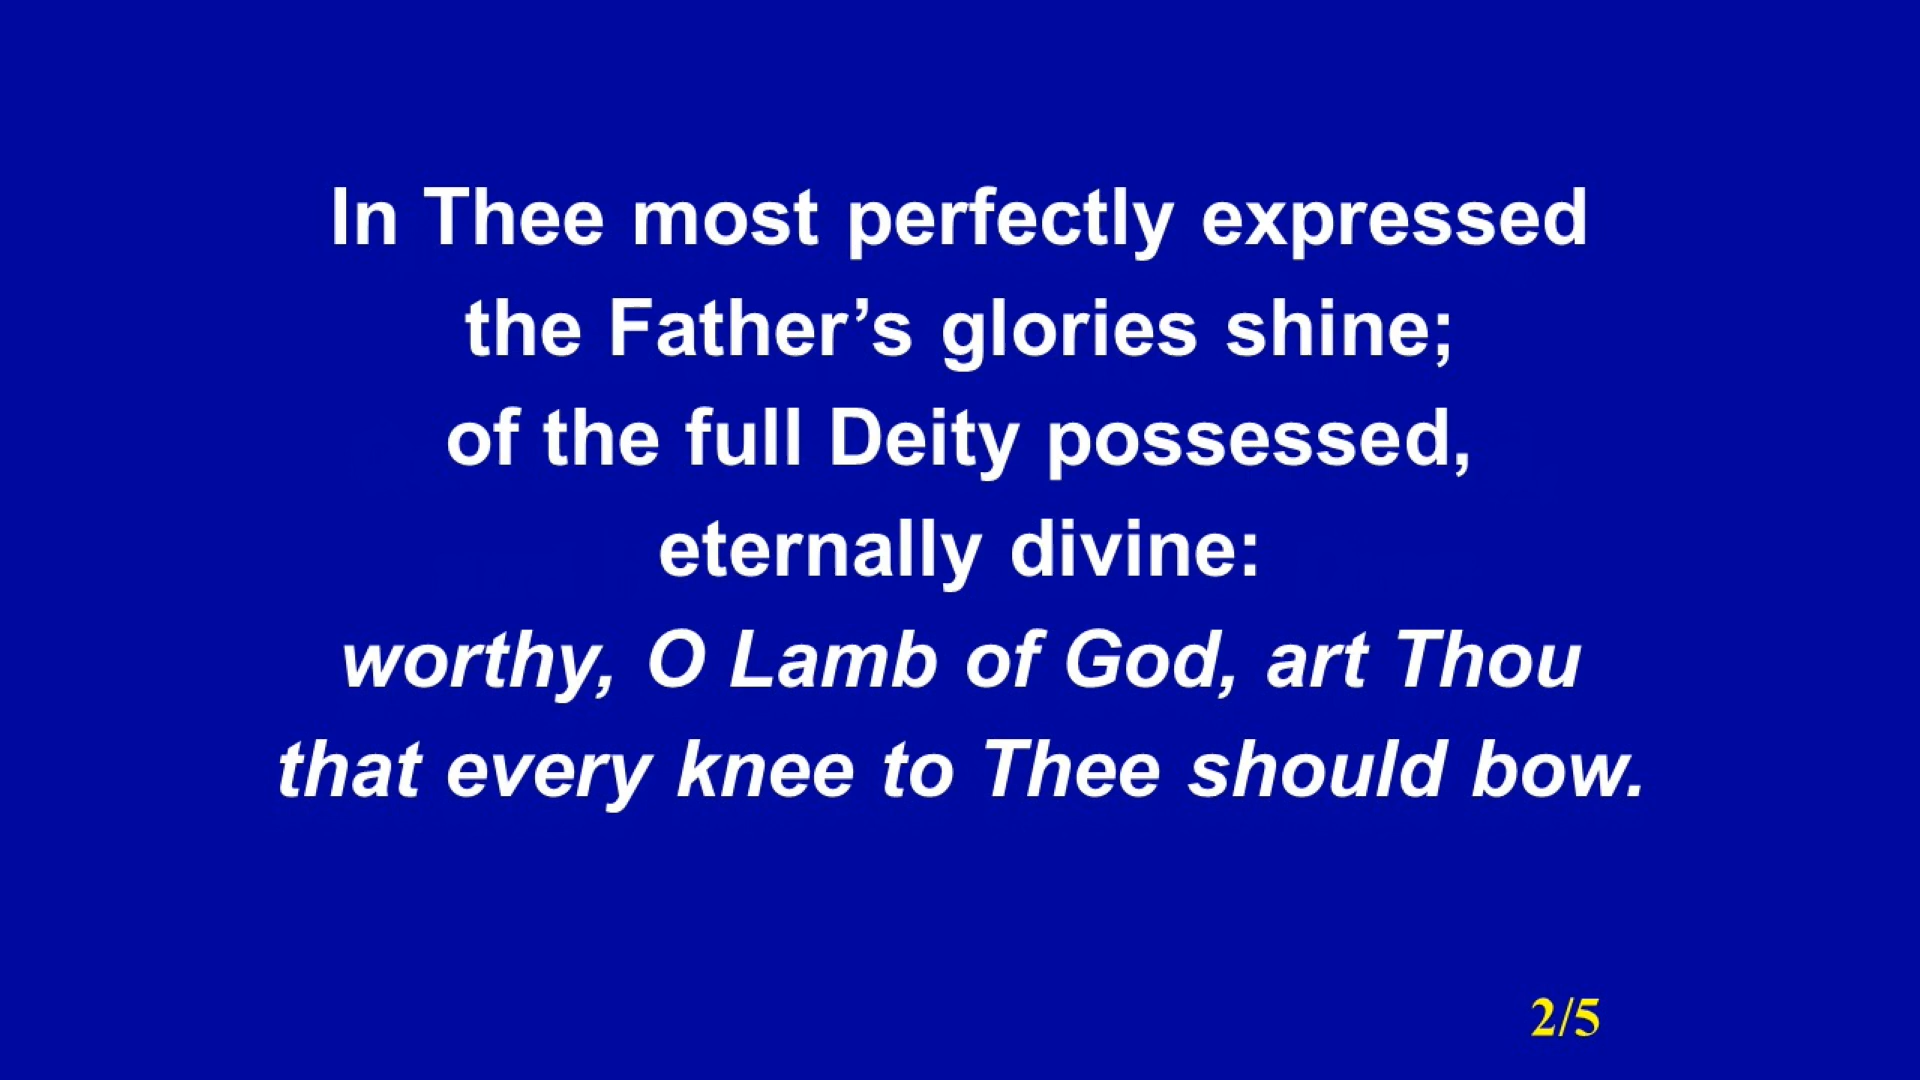 In Thee most perfectly expressed
the Father’s glories shine;
of the full Deity possessed,
eternally divine:
worthy, O Lamb of God, art Thou
that every knee to Thee should bow.
2/5